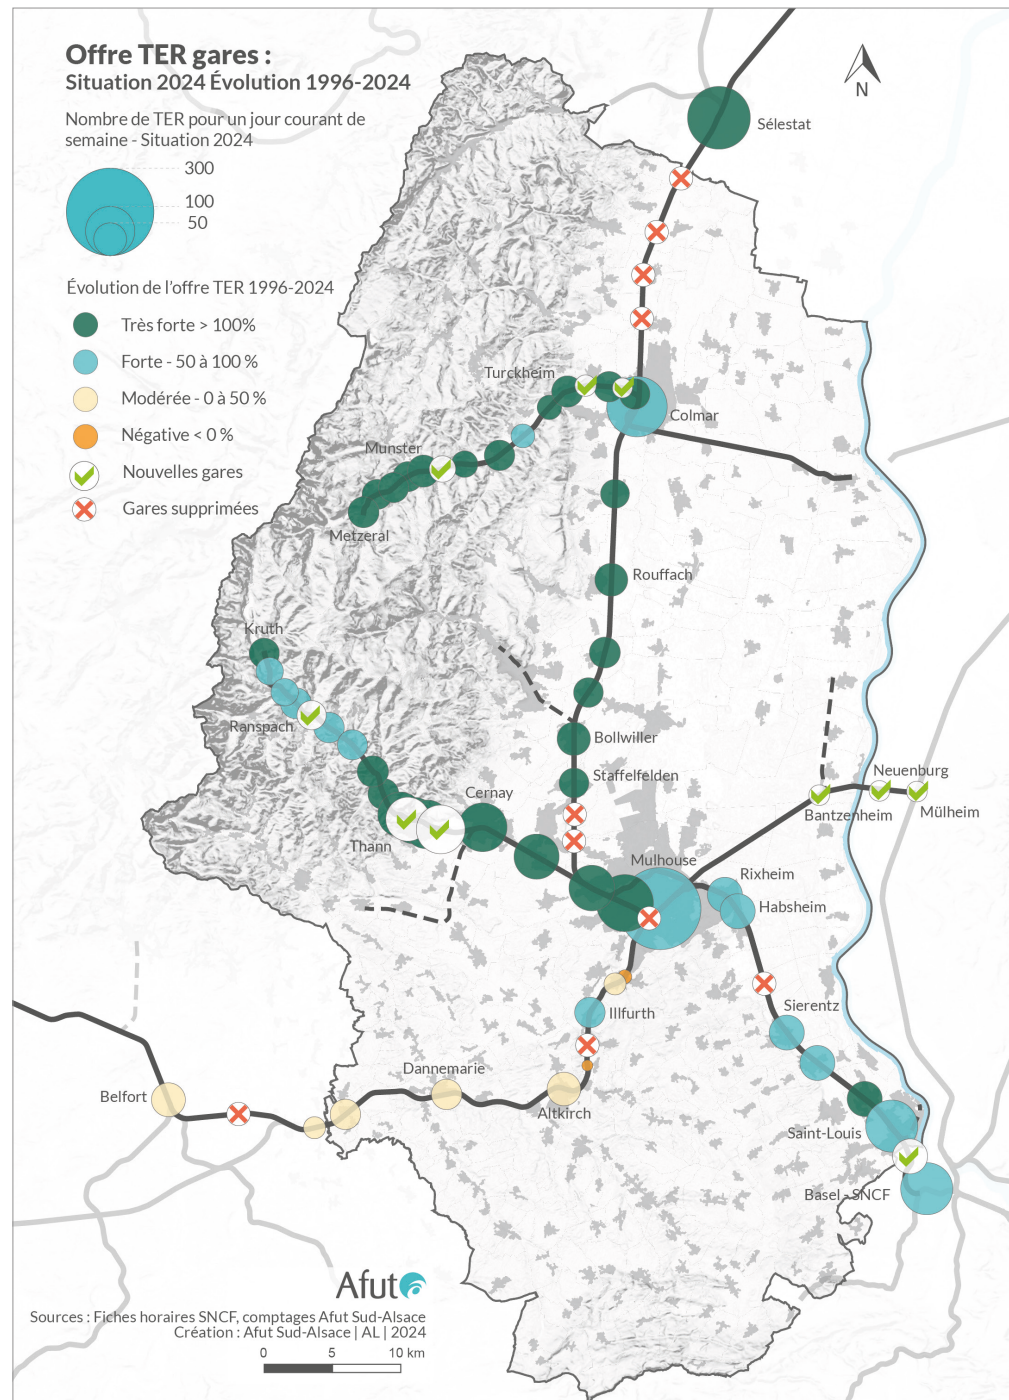 Offre TER gares :
Situation 2024 Évolution 1996-2024
Nombre de TER pour un jour courant de
semaine - Situation 2024
300
100
50
Évolution de l’offre TER 1996-2024
Très forte > 100%
Forte - 50 à 100 %
Modérée - 0 à 50 %
Négative < 0 %
Nouvelles gares
Gares supprimées
N
Sélestat
Turckheim
Colmar
Munster
Metzeral
Rouffach
Kruth
Ranspach
Bollwiller
Staffelfelden
Cernay
Thann
Neuenburg
Bantzenheim
Mülheim
Mulhouse
Rixheim
Habsheim
Sierentz
Illfurth
Dannemarie
Altkirch
Belfort
Saint-Louis
Basel - SNCF
Afut
Sources : Fiches horaires SNCF, comptages Afut Sud-Alsace
Création : Afut Sud-Alsace | AL | 2024
0 5 10 km